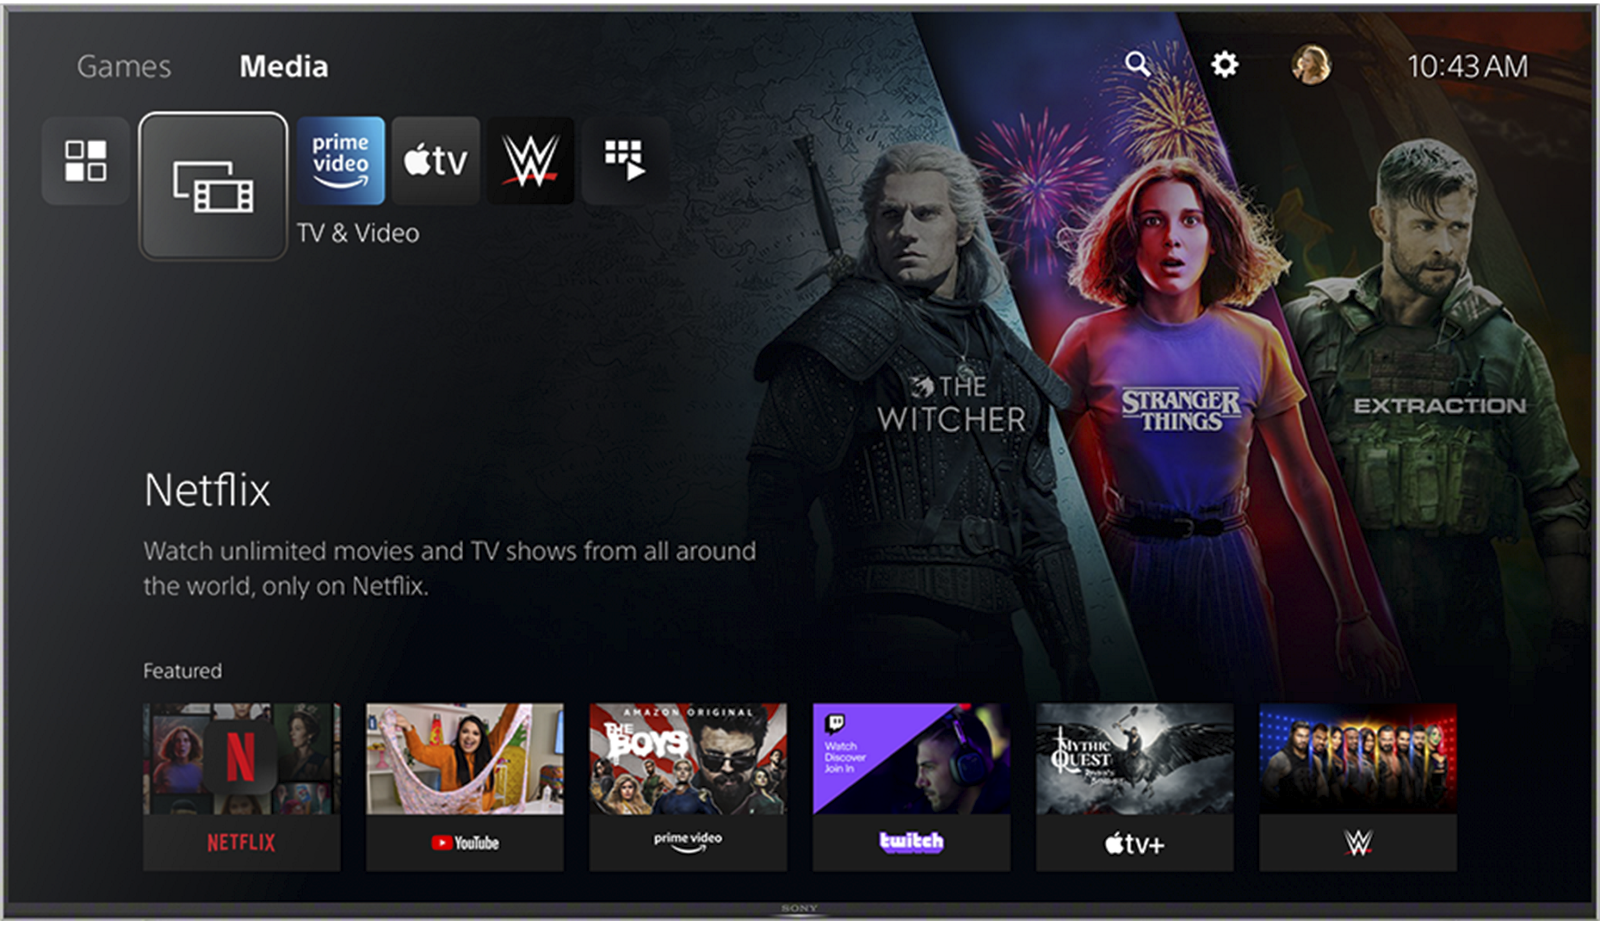 Games
Media
10:43 AM
prime video
tv
W
TV & Video
THE
WITCHER
STRANGER
THINGS
EXTRACTION
Netflix
Watch unlimited movies and TV shows from all around
the world, only on Netflix.
Featured
N
AMAZON ORIGINAL
THE
BOYS
Watch
Discover
Join In
MYTHIC
QUEST
NETFLIX
YouTube
prime video
twitch
tv+
W
SONY